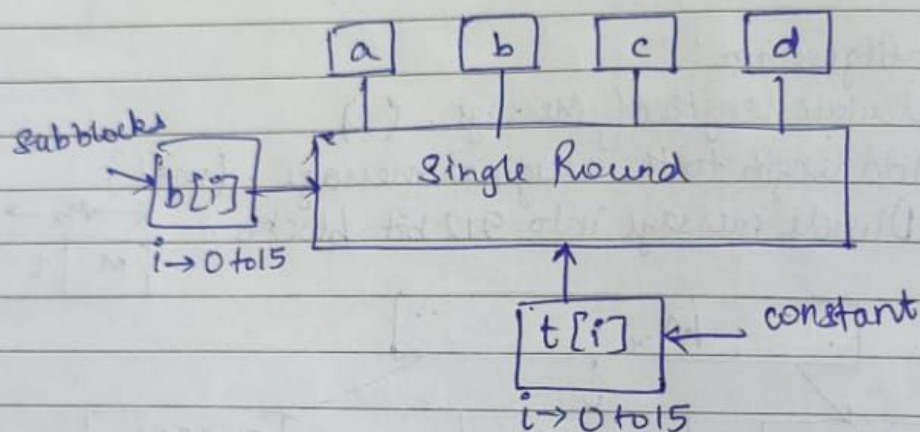 a b c d
subblocks
b[i]
Single Round
i→ 0 to 15
t[i]
constant
i→ 0 to 15